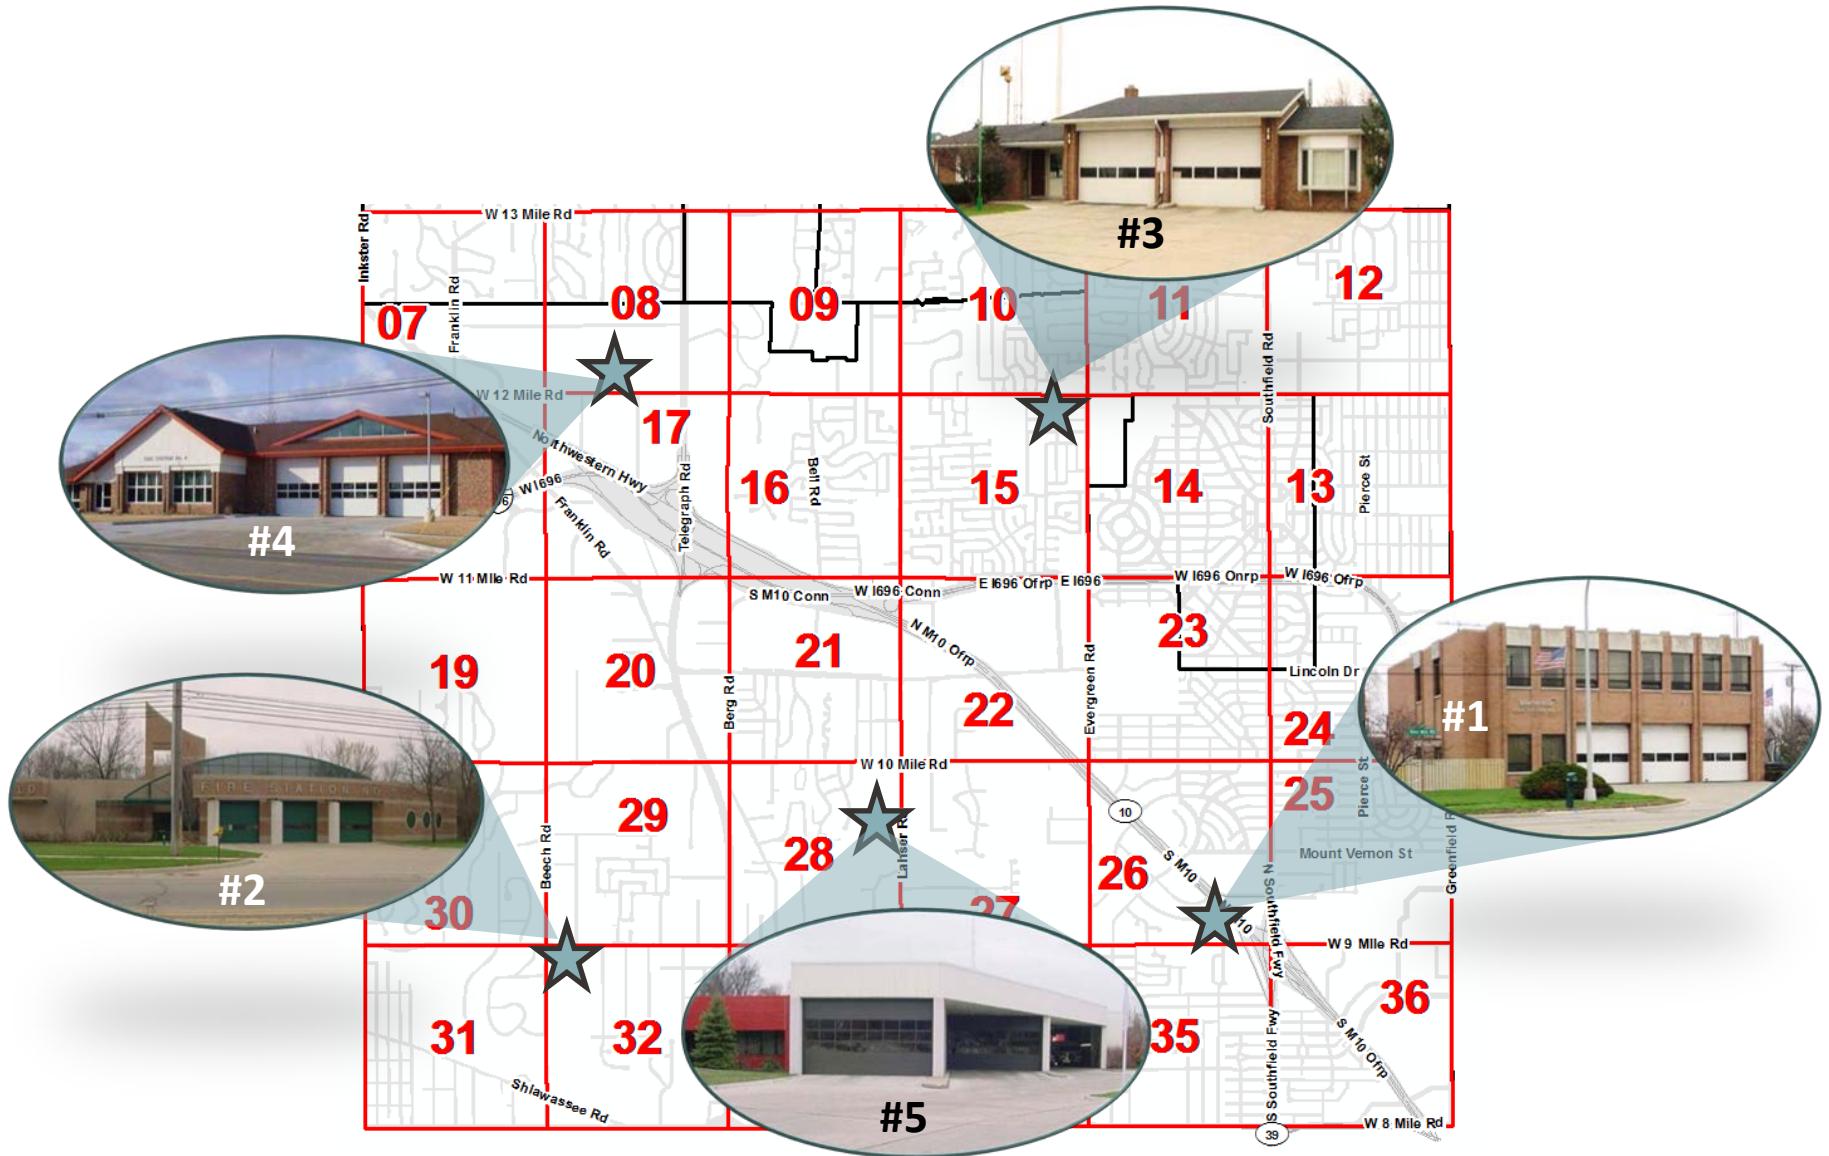 #3
W 13 Mile Rd
Inkster Rd
Franklin Rd
07
08
09
10
11
12
W 12 Mile Rd
Southfield Rd
17
16
Bell Rd
15
14
13
Pierce St
Northwestern Hwy
W I696
Telegraph Rd
Franklin Rd
#4
W 11 Mile Rd
S M10 Conn
W I696 Conn
E I696 Ofrp
E I696
W I696 Onrp
W I696 Ofrp
N M10 Ofrp
19
20
21
22
23
Lincoln Dr
24
Berg Rd
Evergreen Rd
#1
W 10 Mile Rd
FIRE STATION NO
#2
Beech Rd
29
28
Lahser Rd
27
10
S M10
26
25
Pierce St
Mount Vernon St
N Southfield Fwy
Greenfield R
30
W 9 Mile Rd
31
32
35
36
Shiawassee Rd
#5
S Southfield Fwy
S M10 Ofrp
W 8 Mile Rd
39